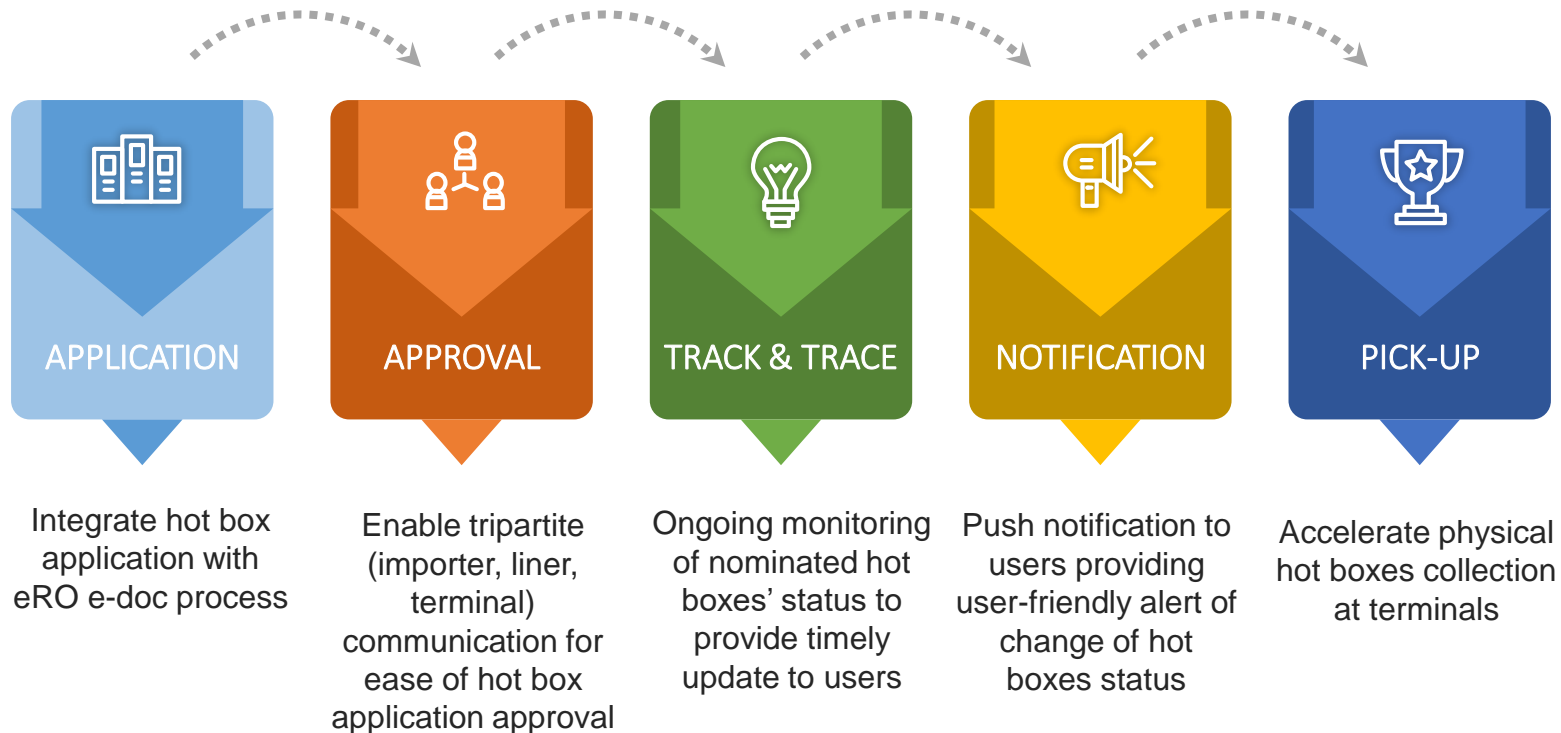 APPLICATION
Integrate hot box
application with
eRO e-doc process
APPROVAL
Enable tripartite
(importer, liner,
terminal)
communication for
ease of hot box
application approval
TRACK & TRACE
Ongoing monitoring
of nominated hot
boxes’ status to
provide timely
update to users
NOTIFICATION
Push notification to
users providing
user-friendly alert of
change of hot
boxes status
PICK-UP
Accelerate physical
hot boxes collection
at terminals